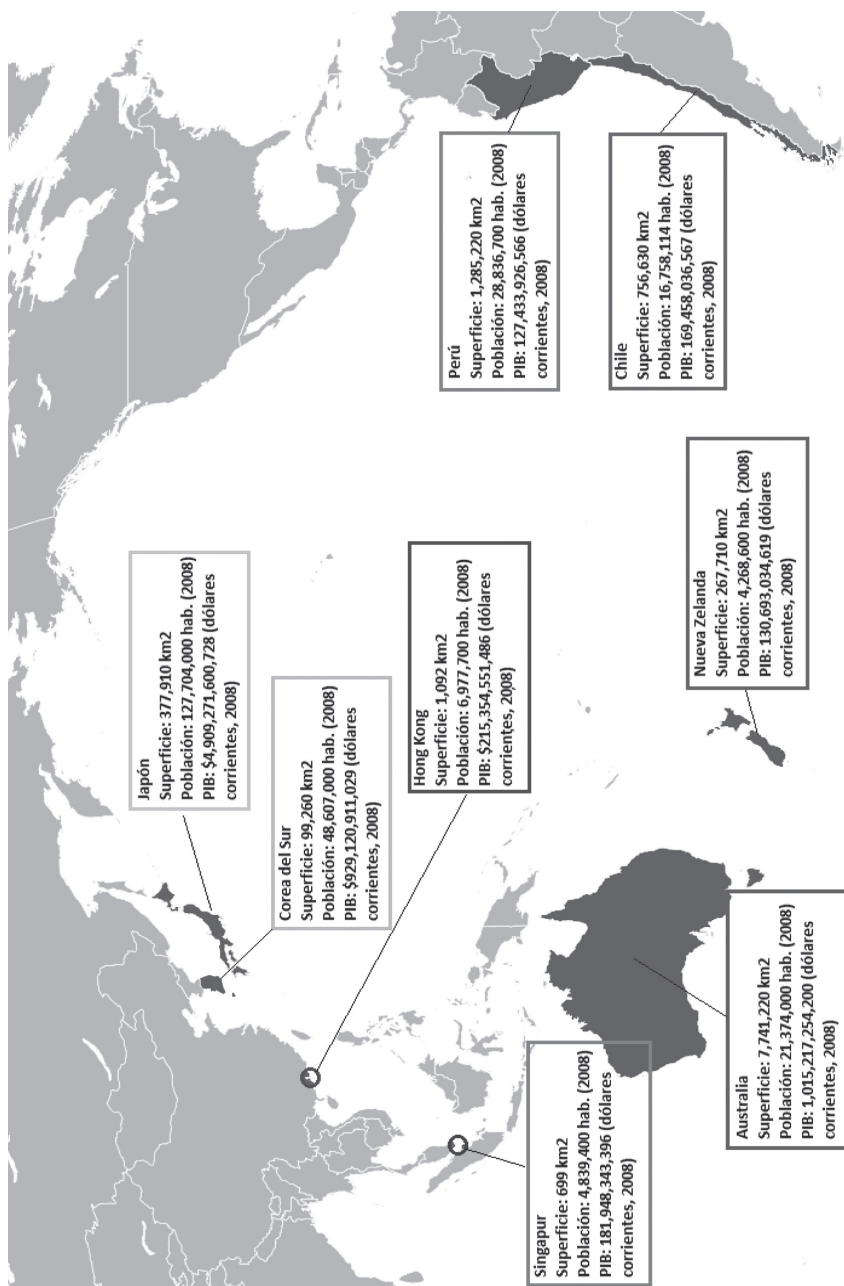 Japón
Superficie: 377,910 km2
Población: 127,704,000 hab. (2008)
PIB: $4,909,271,600,728 (dólares
corrientes, 2008)
Corea del Sur
Superficie: 99,260 km2
Población: 48,607,000 hab. (2008)
PIB: $929,120,911,029 (dólares
corrientes, 2008)
Hong Kong
Superficie: 1,092 km2
Población: 6,977,700 hab. (2008)
PIB: $215,354,551,486 (dólares
corrientes, 2008)
Perú
Superficie: 1,285,220 km2
Población: 28,836,700 hab. (2008)
PIB: 127,433,926,566 (dólares
corrientes, 2008)
Singapur
Superficie: 699 km2
Población: 4,839,400 hab. (2008)
PIB: 181,948,343,396 (dólares
corrientes, 2008)
Chile
Superficie: 756,630 km2
Población: 16,758,114 hab. (2008)
PIB: 169,458,036,567 (dólares
corrientes, 2008)
Australia
Superficie: 7,741,220 km2
Población: 21,374,000 hab. (2008)
PIB: 1,015,217,254,200 (dólares
corrientes, 2008)
Nueva Zelanda
Superficie: 267,710 km2
Población: 4,268,600 hab. (2008)
PIB: 130,693,034,619 (dólares
corrientes, 2008)